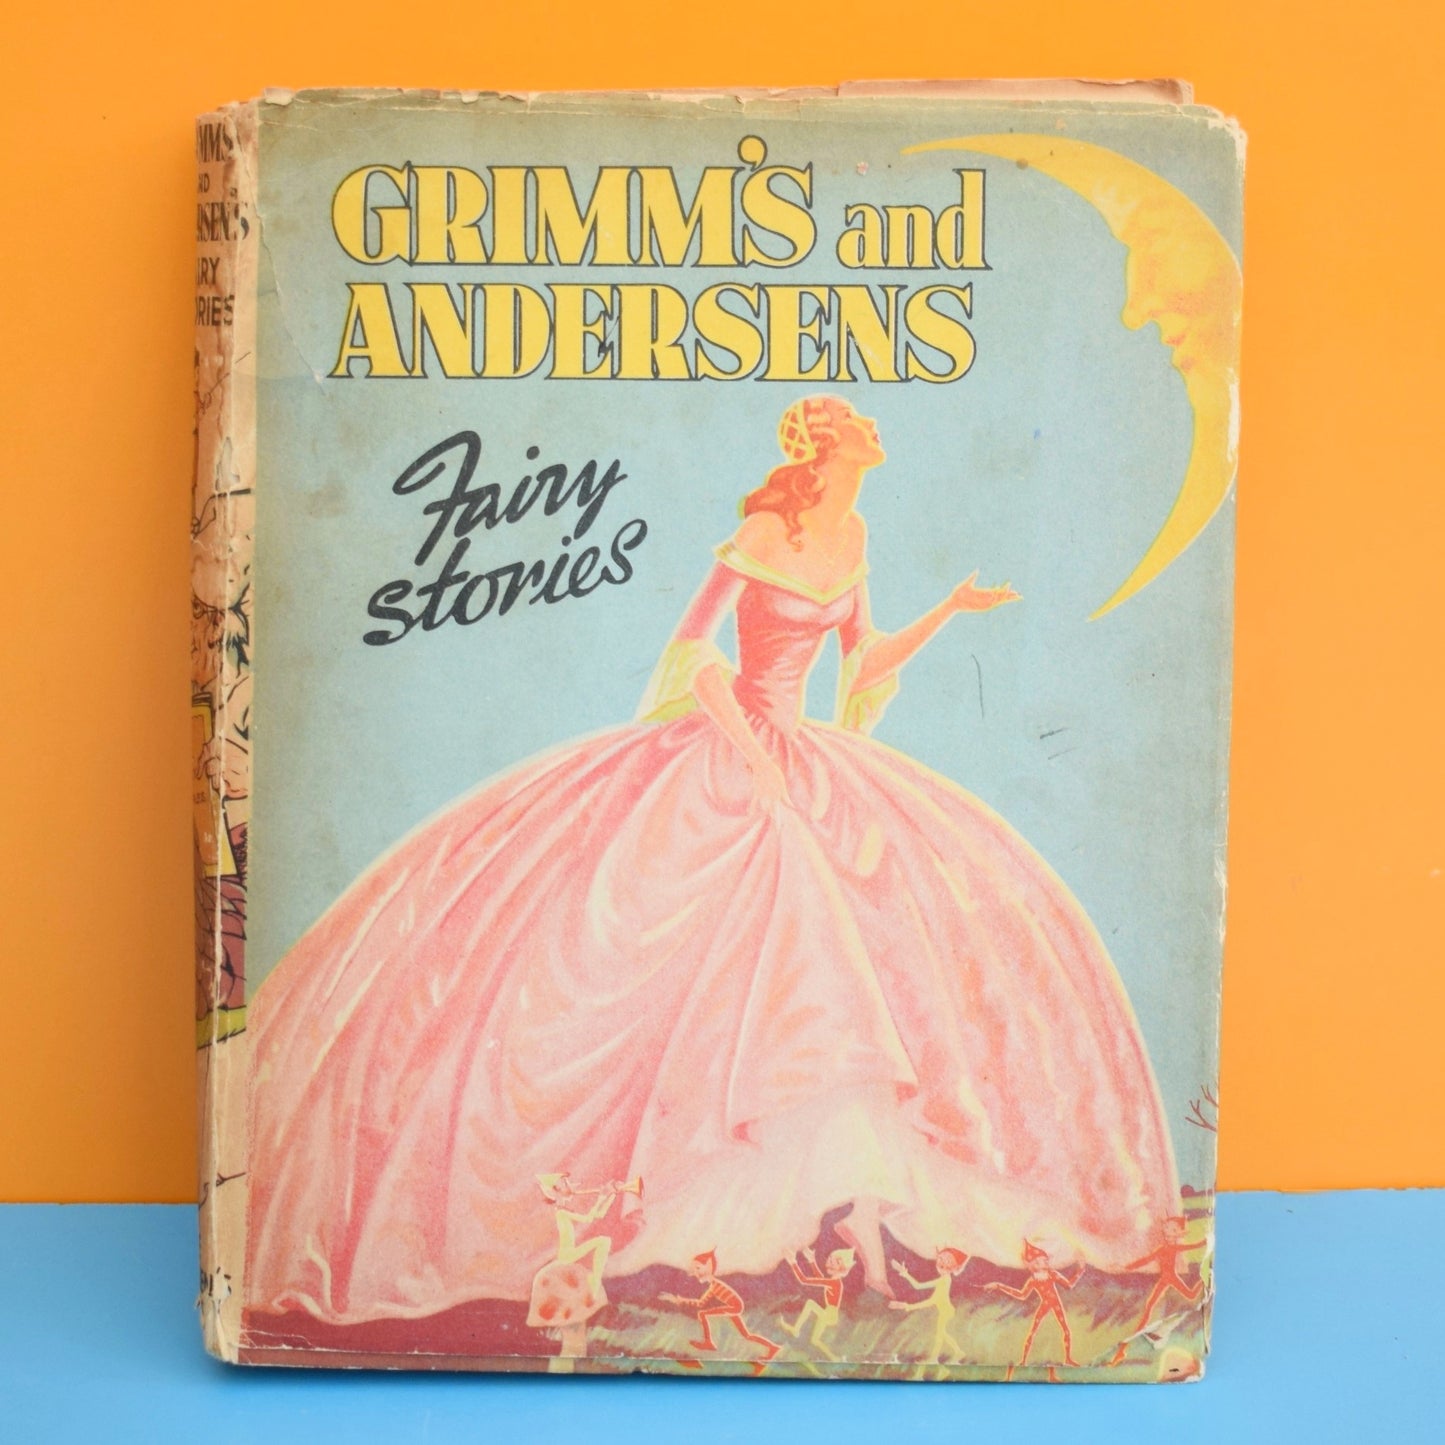 GRIMM'S and
ANDERSENS
Fairy
stories